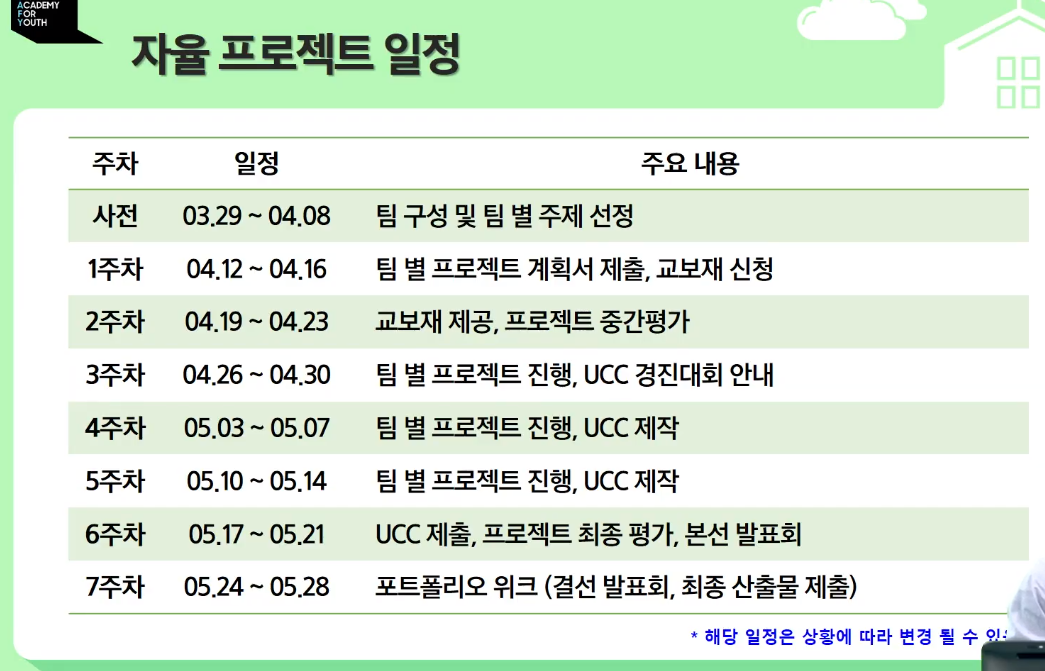 ACADEMY
FOR
YOUTH
자율 프로젝트 일정
주차 일정 주요 내용
사전 03.29 ~ 04.08 팀 구성 및 팀 별 주제 선정
1주차 04.12 ~ 04.16 팀 별 프로젝트 계획서 제출, 교보재 신청
2주차 04.19 ~ 04.23 교보재 제공, 프로젝트 중간평가
3주차 04.26 ~ 04.30 팀 별 프로젝트 진행, UCC 경진대회 안내
4주차 05.03 ~ 05.07 팀 별 프로젝트 진행, UCC 제작
5주차 05.10 ~ 05.14 팀 별 프로젝트 진행, UCC 제작
6주차 05.17 ~ 05.21 UCC 제출, 프로젝트 최종 평가, 본선 발표회
7주차 05.24 ~ 05.28 포트폴리오 위크 (결선 발표회, 최종 산출물 제출)
* 해당 일정은 상황에 따라 변경 될 수